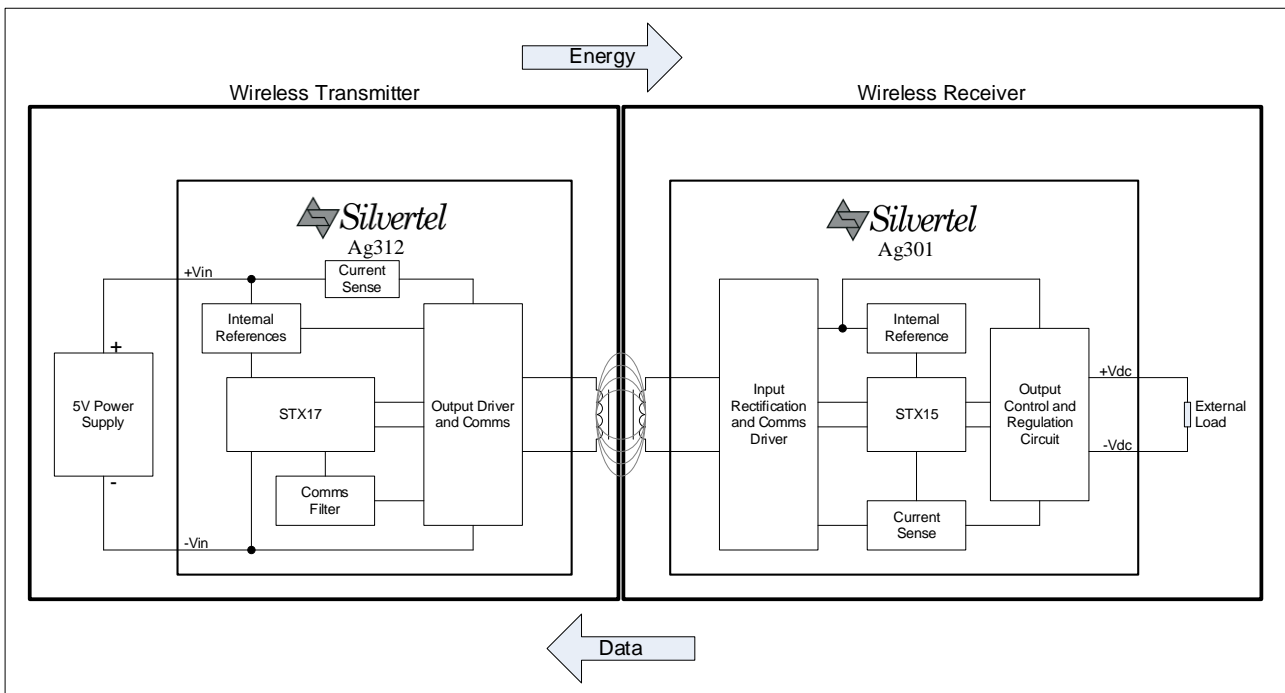 Energy
Wireless Transmitter
Wireless Receiver
Silvertel
Ag312
+Vin
Current
Sense
Internal
References
+
5V Power
Supply
-
STX17
Output Driver
and Comms
Comms
Filter
-Vin
Silvertel
Ag301
Input
Rectification
and Comms
Driver
Internal
Reference
STX15
Current
Sense
Output
Control and
Regulation
Circuit
+Vdc
-Vdc
External
Load
Data